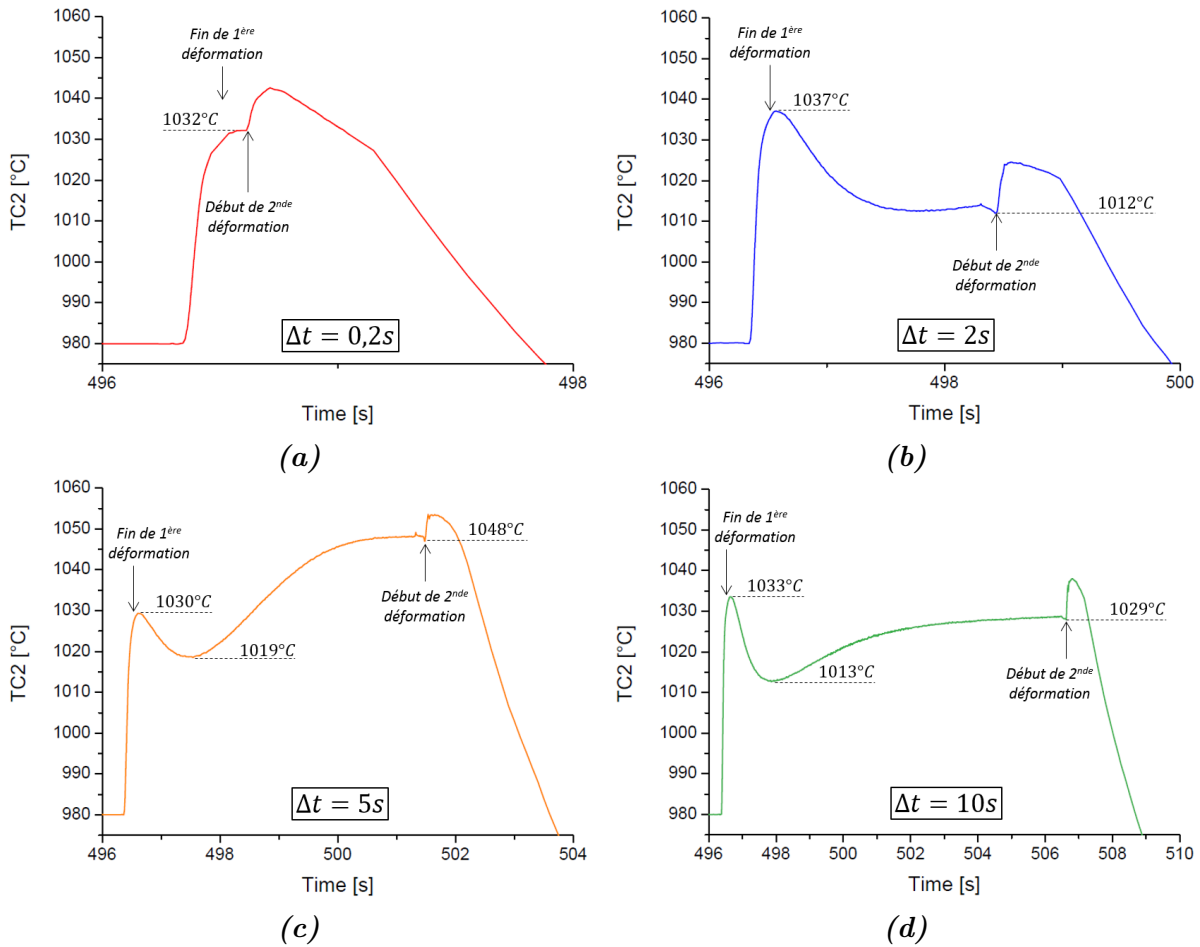 1060
1050
1040
1030
1020
1010
1000
990
980
TC2 [°C]
Fin de 1ère
déformation
1032°C
Début de 2nde
déformation
Δt = 0,2s
496
498
Time [s]
(a)
1060
1050
1040
1030
1020
1010
1000
990
980
TC2 [°C]
Fin de 1ère
déformation
1037°C
1012°C
Début de 2nde
déformation
Δt = 2s
496
498
500
Time [s]
(b)
1060
1050
1040
1030
1020
1010
1000
990
980
TC2 [°C]
Fin de 1ère
déformation
1030°C
1019°C
1048°C
Début de 2nde
déformation
Δt = 5s
496
498
500
502
504
Time [s]
(c)
1060
1050
1040
1030
1020
1010
1000
990
980
TC2 [°C]
Fin de 1ère
déformation
1033°C
1013°C
1029°C
Début de 2nde
déformation
Δt = 10s
496
498
500
502
504
506
508
510
Time [s]
(d)